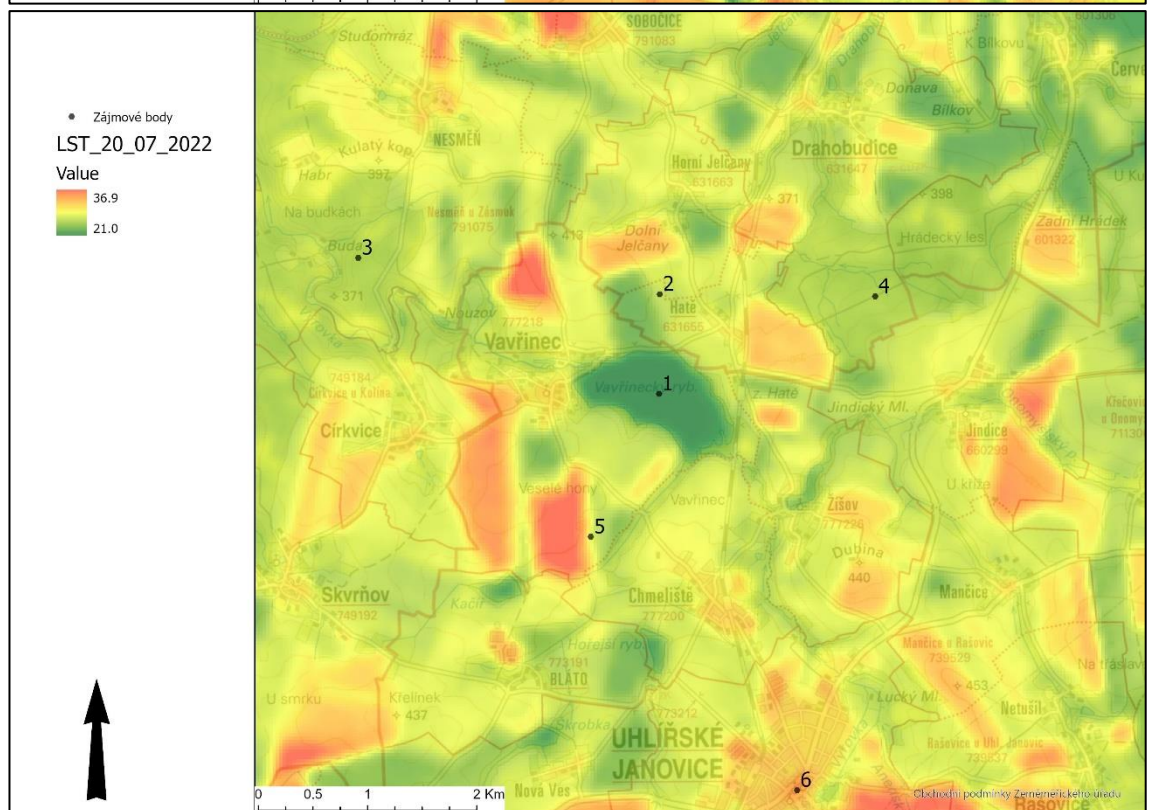 Zájmové body
LST_20_07_2022
Value
36.9
21.0
Studomráz
SOBOČICE
791083
K Bílkovu
Donava
Bílkov
NESMĚŇ
Kulatý kop
397
Habr
Horní Jelčany
631663
Drahobudice
631647
398
371
Na budkách
Nesměň u Zásmuk
791075
Buda
3
371
413
Dolní
Jelčany
Hrádecký les
Zadní Hrádek
601322
2
4
Hatě
631655
Nouzov
777218
Vavřinec
Vavřinecký ryb.
1
z. Hatě
Jindický Ml.
749184
Církvice
Jindice
660299
U kříže
Veselé hony
Vavřinec
5
Žíšov
777226
Dubina
440
Skvrňov
749192
Kačír
Chmeliště
777200
Mančice
Hořejší ryb.
773191
BLÁTO
Mančice u Rašovic
739529
453
U smrku
Křelinek
437
Lucký Ml.
Netušil
Skrobka
773212
UHLÍŘSKÉ
JANOVICE
Rašovice u Uhl. Janovic
739537
Nová Ves
6
Rašovice
0 0.5 1 2 Km
Obchodní podmínky Zeměměřického úřadu